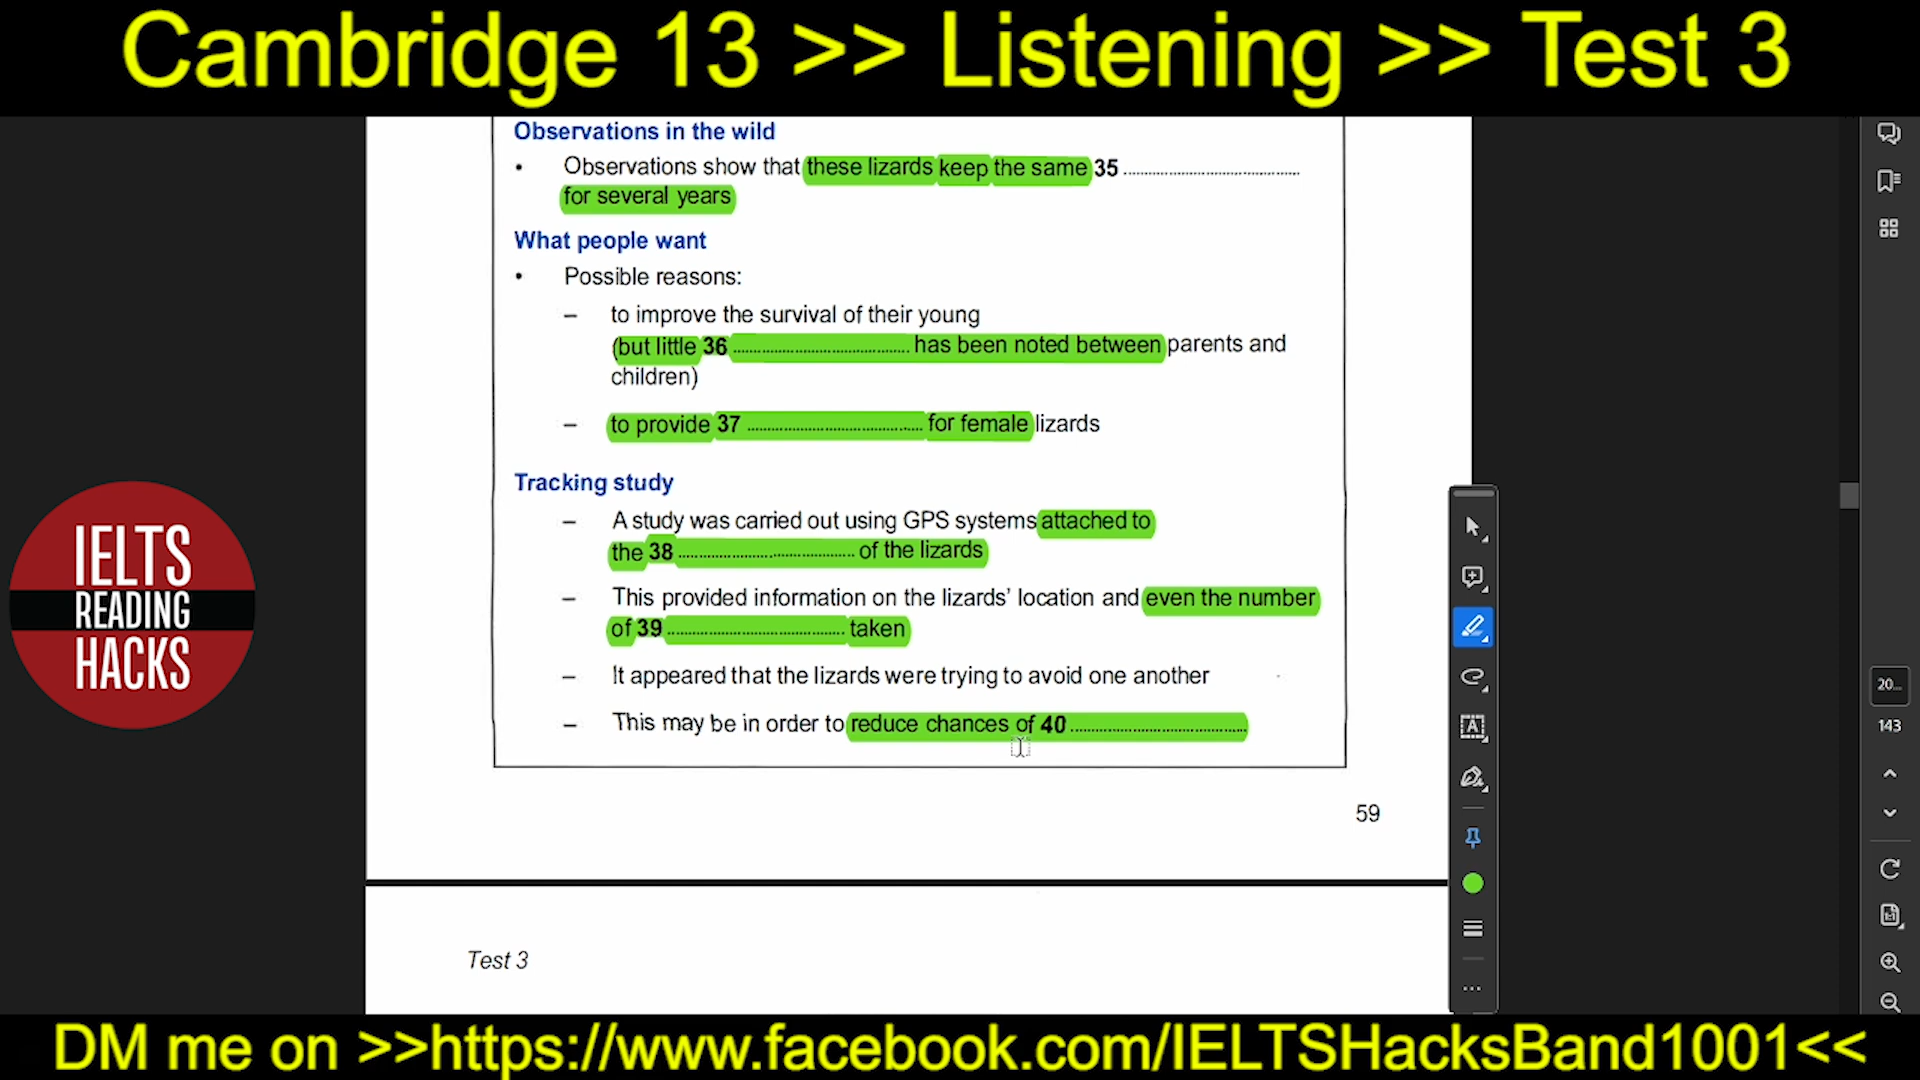 Cambridge 13 >> Listening >> Test 3
Observations in the wild
• Observations show that these lizards keep the same 35 ........................................
for several years
What people want
• Possible reasons:
– to improve the survival of their young
(but little 36 ........................................ has been noted between parents and
children)
– to provide 37 ........................................ for female lizards
Tracking study
– A study was carried out using GPS systems attached to
the 38 ........................................ of the lizards
– This provided information on the lizards' location and even the number
of 39 ........................................ taken
– It appeared that the lizards were trying to avoid one another
– This may be in order to reduce chances of 40 ........................................
59
Test 3
IELTS
READING
HACKS
20...
143
DM me on >>https://www.facebook.com/IELTSHacksBand1001<<